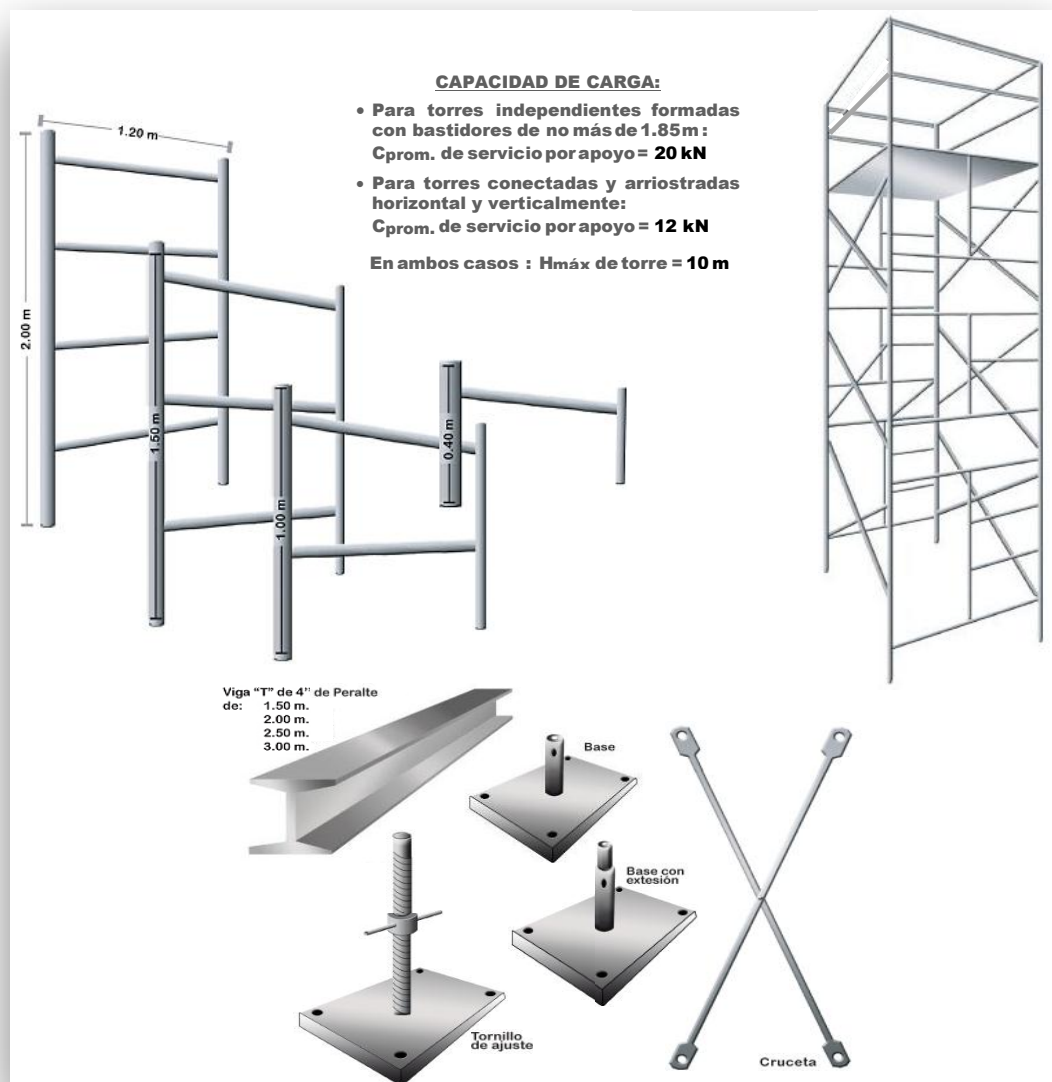 CAPACIDAD DE CARGA:
• Para torres independientes formadas
con bastidores de no más de 1.85m :
Cprom. de servicio por apoyo = 20 kN
• Para torres conectadas y arriostradas
horizontal y verticalmente:
Cprom. de servicio por apoyo = 12 kN
En ambos casos : Hmáx de torre = 10 m
1.20 m
2.00 m
1.50 m
1.00 m
0.40 m
Viga “T” de 4” de Peralte
de: 1.50 m.
2.00 m.
2.50 m.
3.00 m.
Base
Base con
extesión
Tornillo
de ajuste
Cruceta